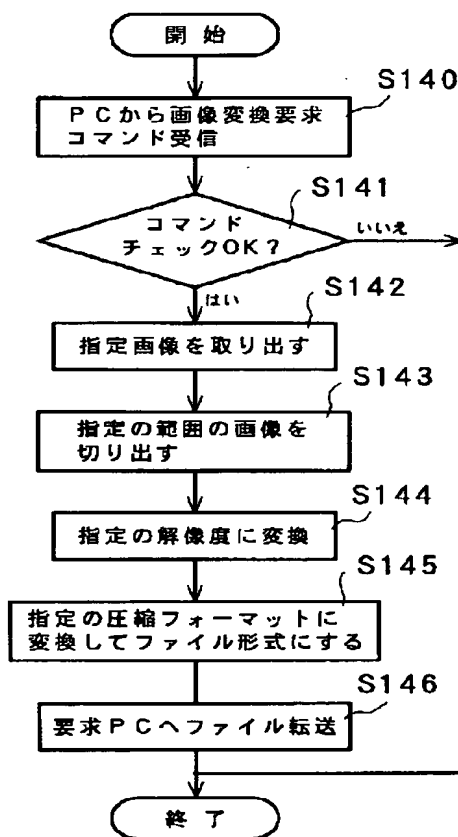 開始
S140
PCから画像変換要求
コマンド受信
S141
コマンド
チェックOK?
いいえ
はい
S142
指定画像を取り出す
S143
指定の範囲の画像を
切り出す
S144
指定の解像度に変換
S145
指定の圧縮フォーマットに
変換してファイル形式にする
S146
要求PCへファイル転送
終了